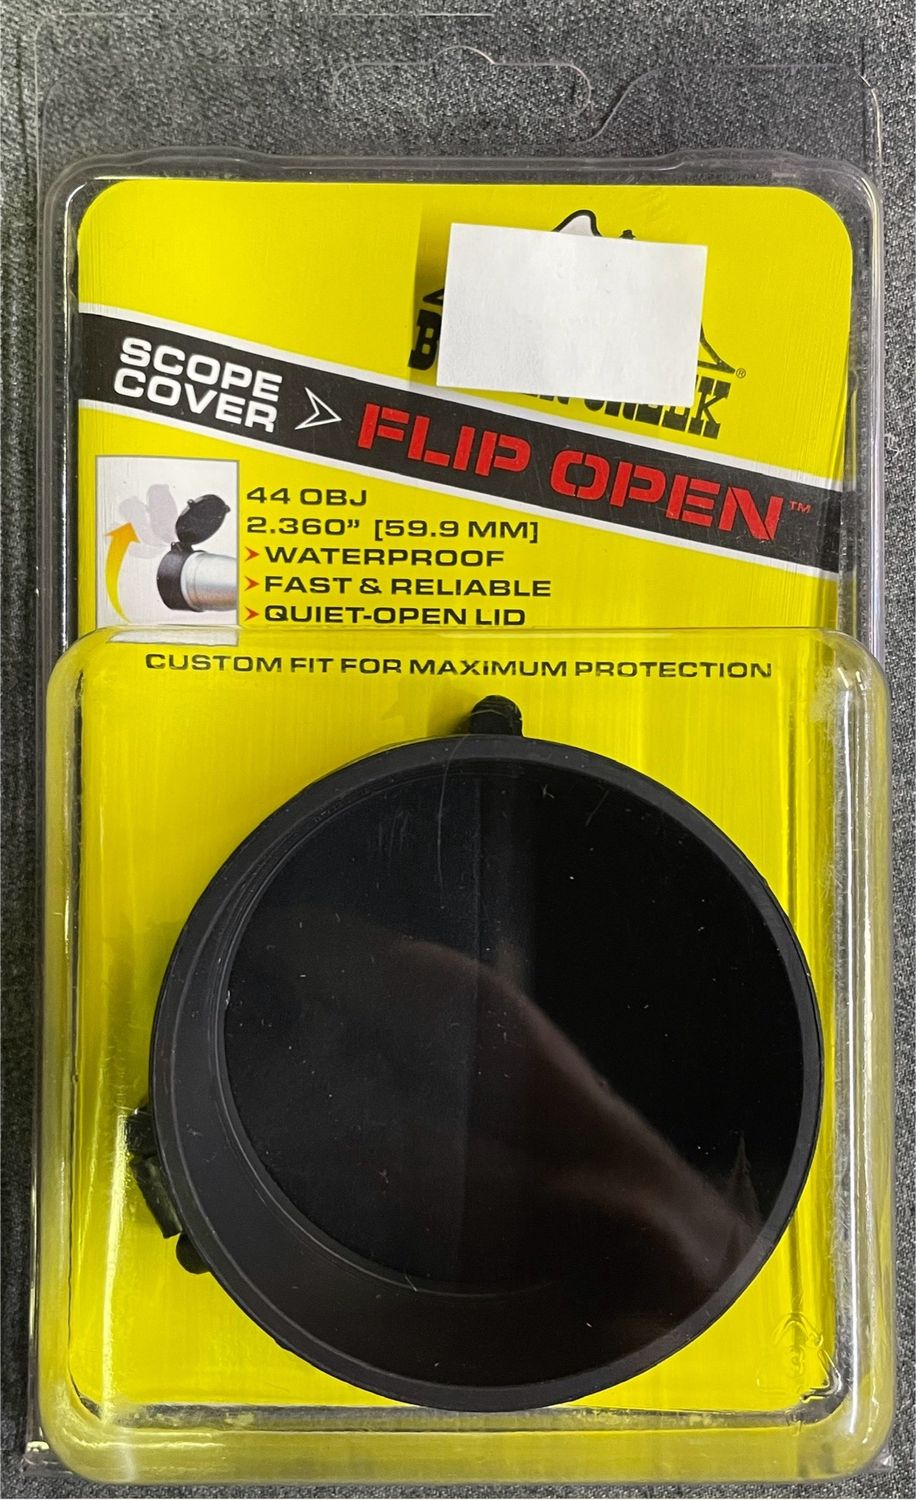 SCOPE
COVER
FLIP OPEN™
44 OBJ
2.360” [59.9 MM]
WATERPROOF
FAST & RELIABLE
QUIET-OPEN LID
CUSTOM FIT FOR MAXIMUM PROTECTION